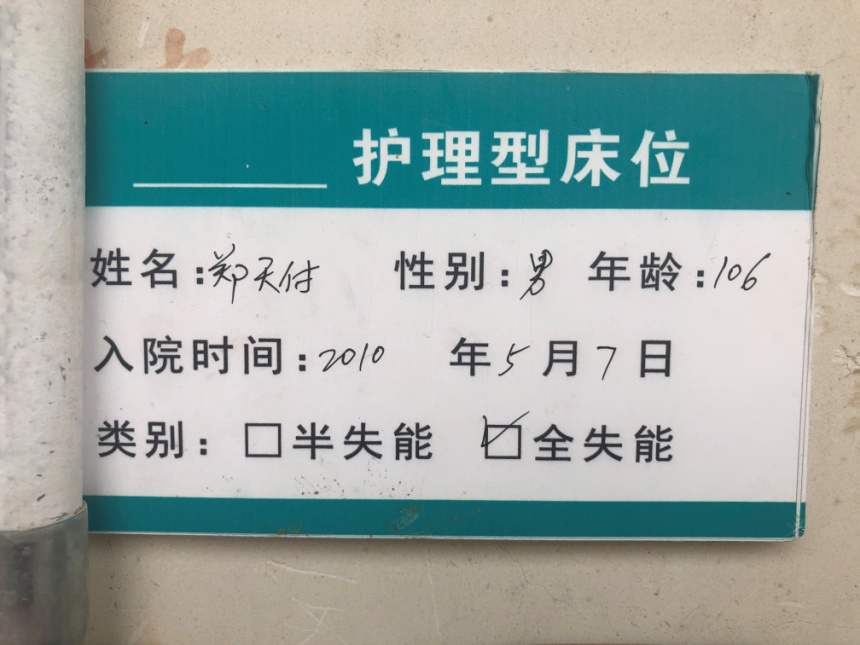 护理型床位
姓名:郑天付 性别:男 年龄:106
入院时间:2010 年5月7日
类别:□半失能 ☑全失能